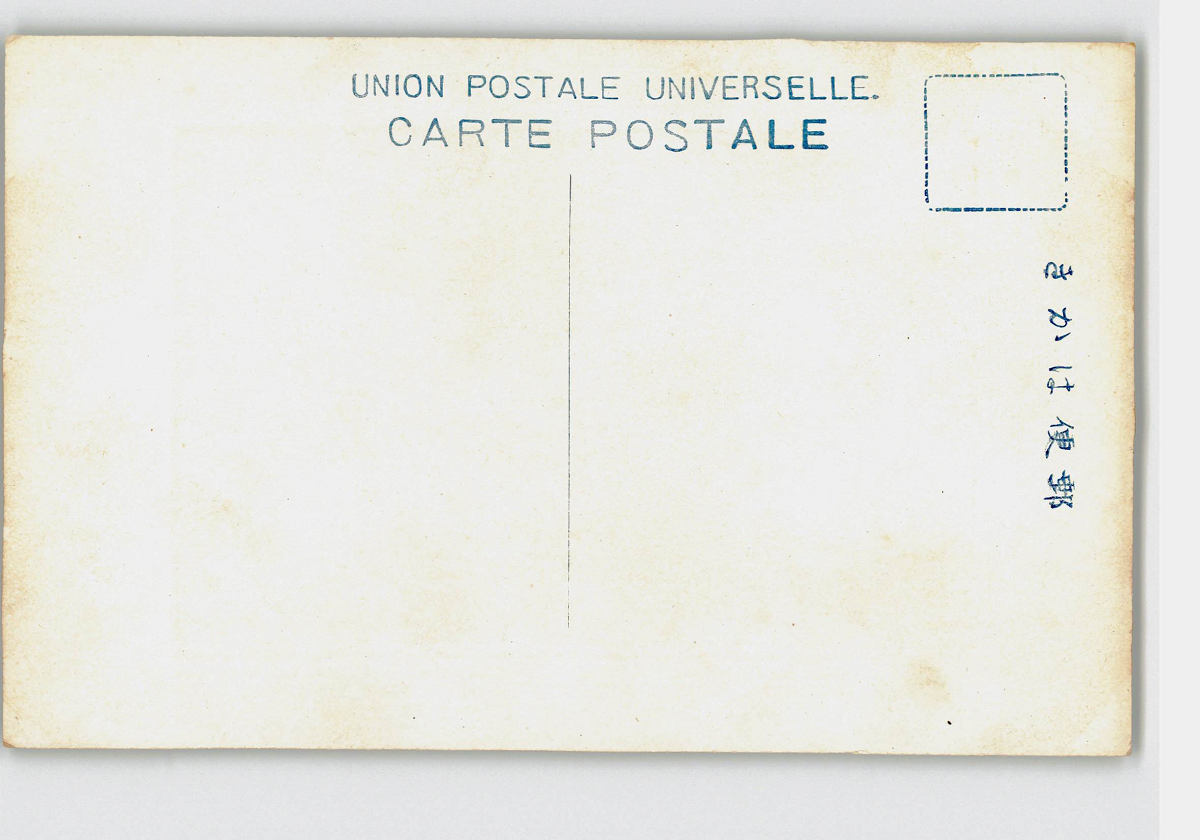 UNION POSTALE UNIVERSELLE.
CARTE POSTALE
きかは便郵